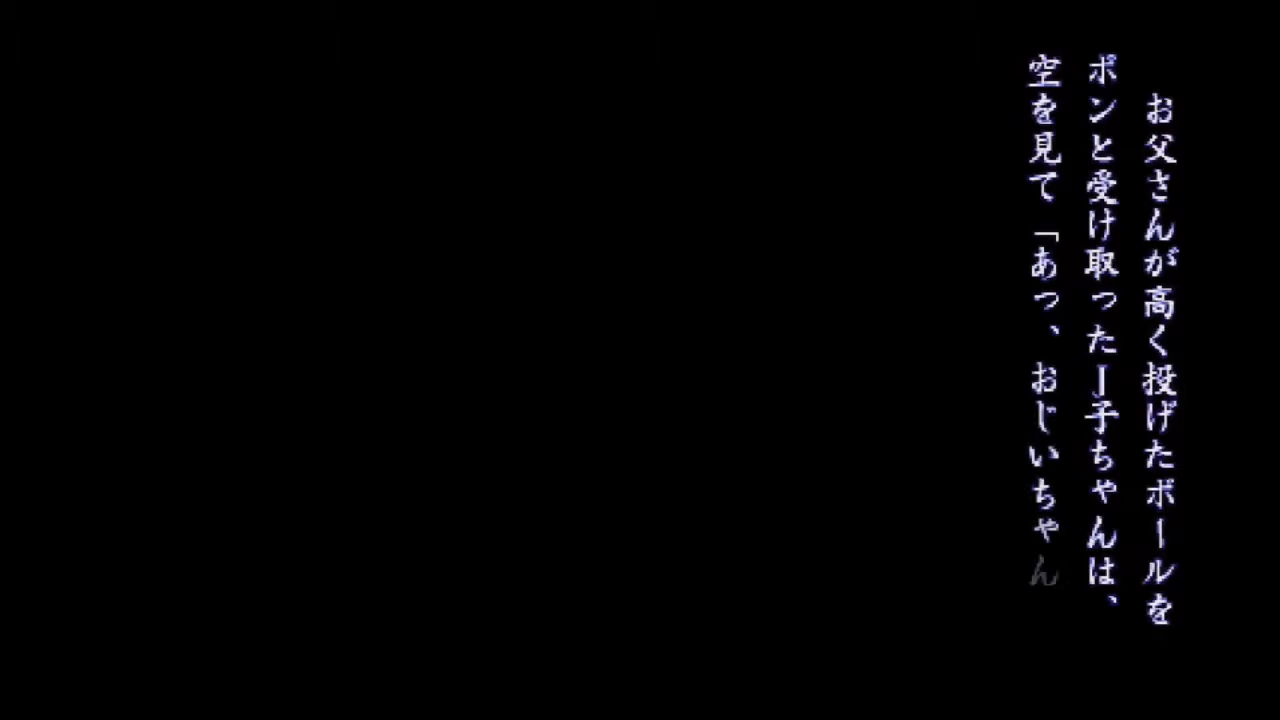 お父さんが高く投げたボールを
ポンと受け取ったＪ子ちゃんは、
空を見て「あっ、おじいちゃん